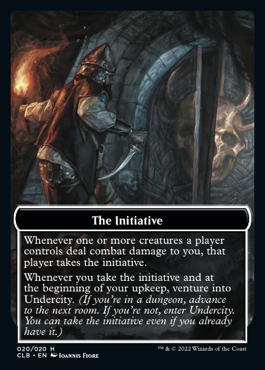 The Initiative
Whenever one or more creatures a player
controls deal combat damage to you, that
player takes the initiative.
Whenever you take the initiative and at
the beginning of your upkeep, venture into
Undercity. (If you're in a dungeon, advance
to the next room. If you're not, enter Undercity.
You can take the initiative even if you already
have it.)
020/020 H
CLB • EN Ioannis Fiore
™ & © 2022 Wizards of the Coast